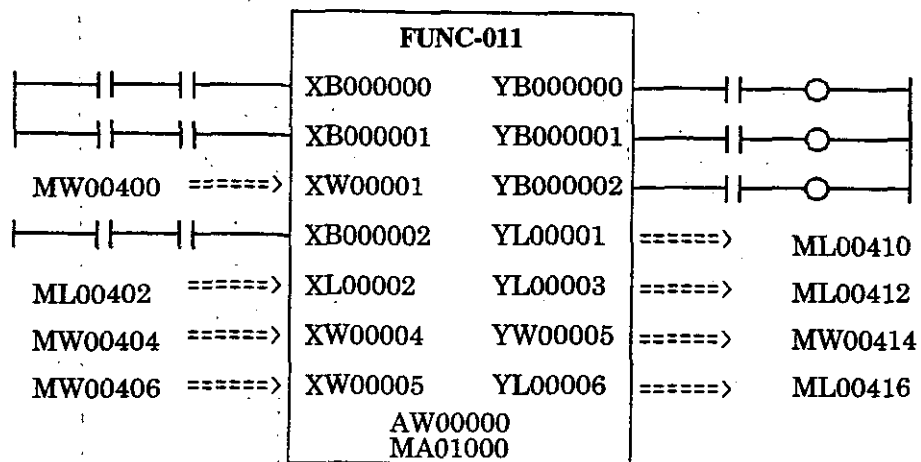 FUNC-011
XB000000 YB000000
XB000001 YB000001
MW00400 ======> XW00001 YB000002
XB000002 YL00001 ======> ML00410
ML00402 ======> XL00002 YL00003 ======> ML00412
MW00404 ======> XW00004 YW00005 ======> MW00414
MW00406 ======> XW00005 YL00006 ======> ML00416
AW00000
MA01000